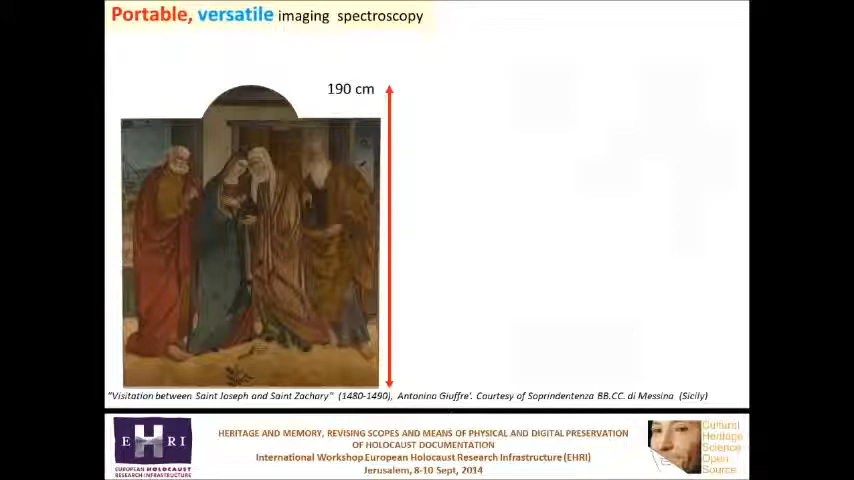 Portable, versatile imaging spectroscopy
190 cm
"Visitation between Saint Joseph and Saint Zachary" (1480-1490), Antonino Giuffre'. Courtesy of Soprindentenza BB.CC. di Messina (Sicily)
EHRI
EUROPEAN HOLOCAUST
RESEARCH INFRASTRUCTURE
HERITAGE AND MEMORY, REVISING SCOPES AND MEANS OF PHYSICAL AND DIGITAL PRESERVATION
OF HOLOCAUST DOCUMENTATION
International Workshop European Holocaust Research Infrastructure (EHRI)
Jerusalem, 8-10 Sept, 2014
Cultural
Heritage
Science
Open
Source